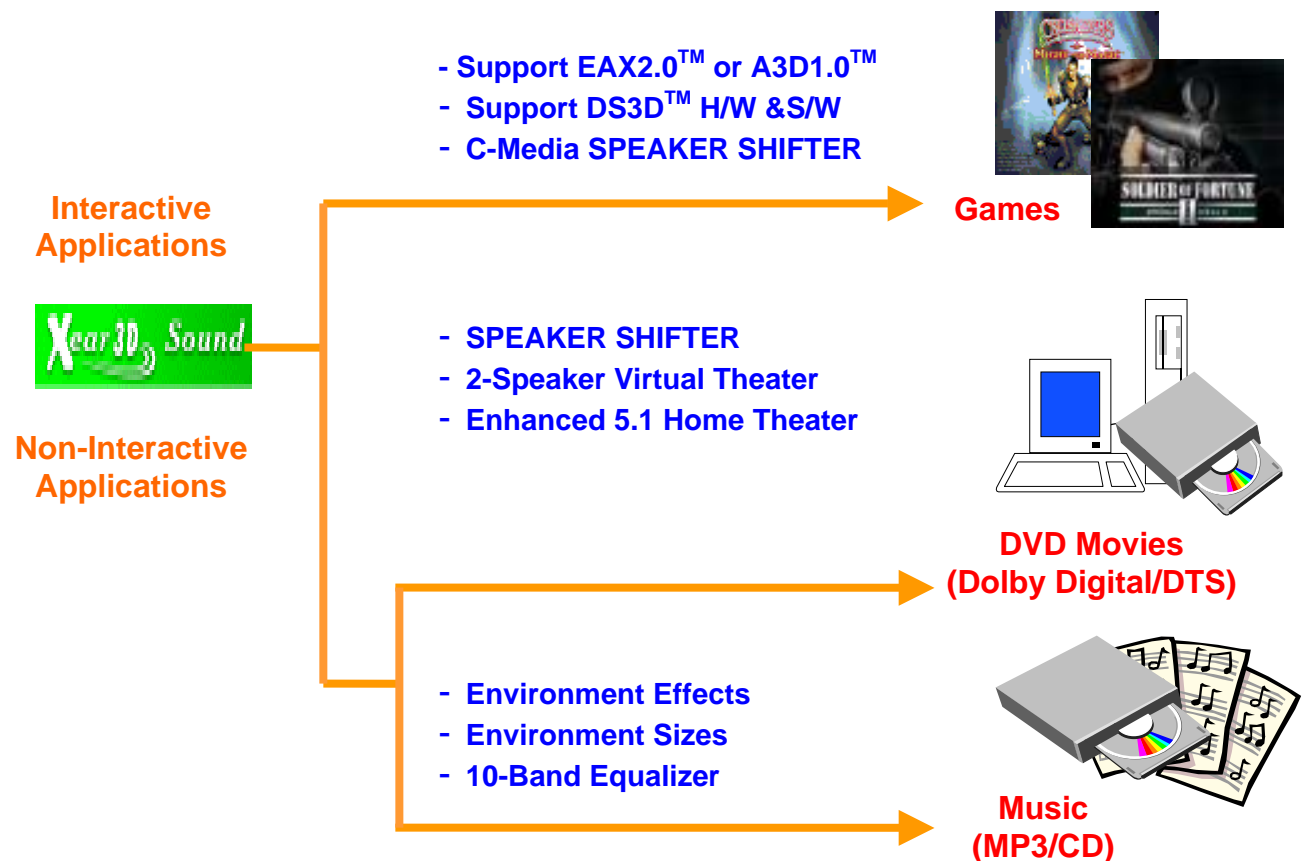 - Support EAX2.0TM or A3D1.0TM
- Support DS3DTM H/W &S/W
- C-Media SPEAKER SHIFTER
Interactive
Applications
Games
SOLDIER OF FORTUNE
II
Xear 3D Sound
- SPEAKER SHIFTER
- 2-Speaker Virtual Theater
- Enhanced 5.1 Home Theater
Non-Interactive
Applications
DVD Movies
(Dolby Digital/DTS)
- Environment Effects
- Environment Sizes
- 10-Band Equalizer
Music
(MP3/CD)